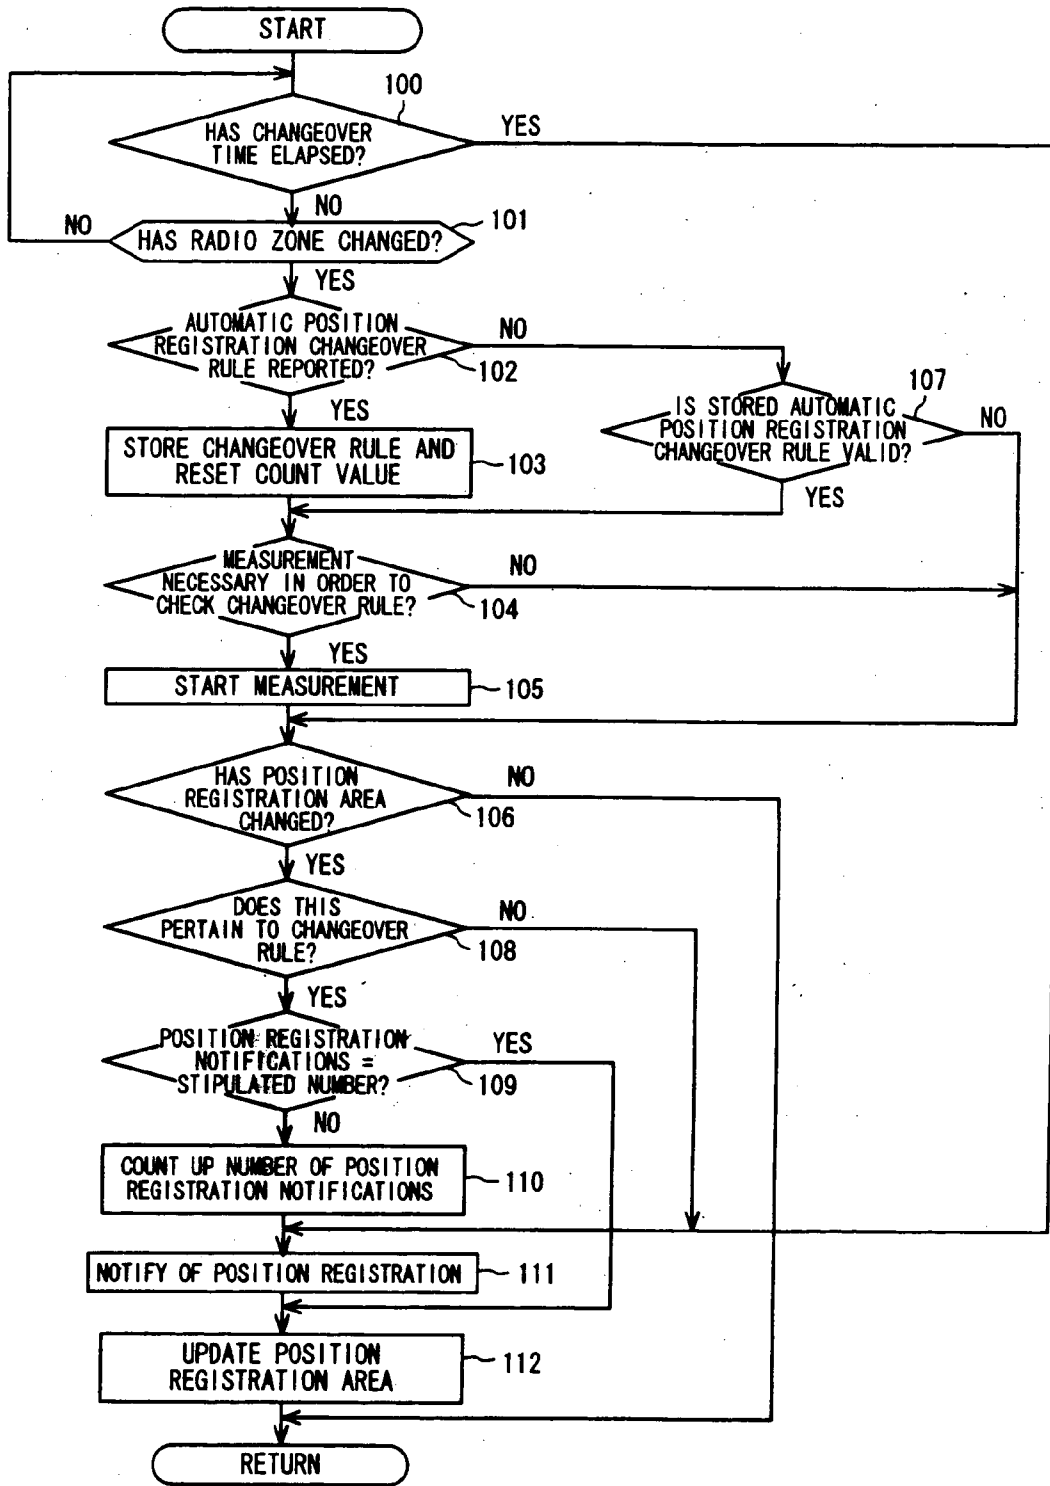 START
100
HAS CHANGEOVER
TIME ELAPSED?
YES
NO
NO
101
HAS RADIO ZONE CHANGED?
YES
AUTOMATIC POSITION
REGISTRATION CHANGEOVER
RULE REPORTED?
NO
102
107
IS STORED AUTOMATIC
POSITION REGISTRATION
CHANGEOVER RULE VALID?
NO
YES
YES
STORE CHANGEOVER RULE AND
RESET COUNT VALUE
103
MEASUREMENT
NECESSARY IN ORDER TO
CHECK CHANGEOVER RULE?
NO
104
YES
START MEASUREMENT
105
HAS POSITION
REGISTRATION AREA
CHANGED?
NO
106
YES
DOES THIS
PERTAIN TO CHANGEOVER
RULE?
NO
108
YES
POSITION REGISTRATION
NOTIFICATIONS =
STIPULATED NUMBER?
YES
109
NO
COUNT UP NUMBER OF POSITION
REGISTRATION NOTIFICATIONS
110
NOTIFY OF POSITION REGISTRATION
111
UPDATE POSITION
REGISTRATION AREA
112
RETURN